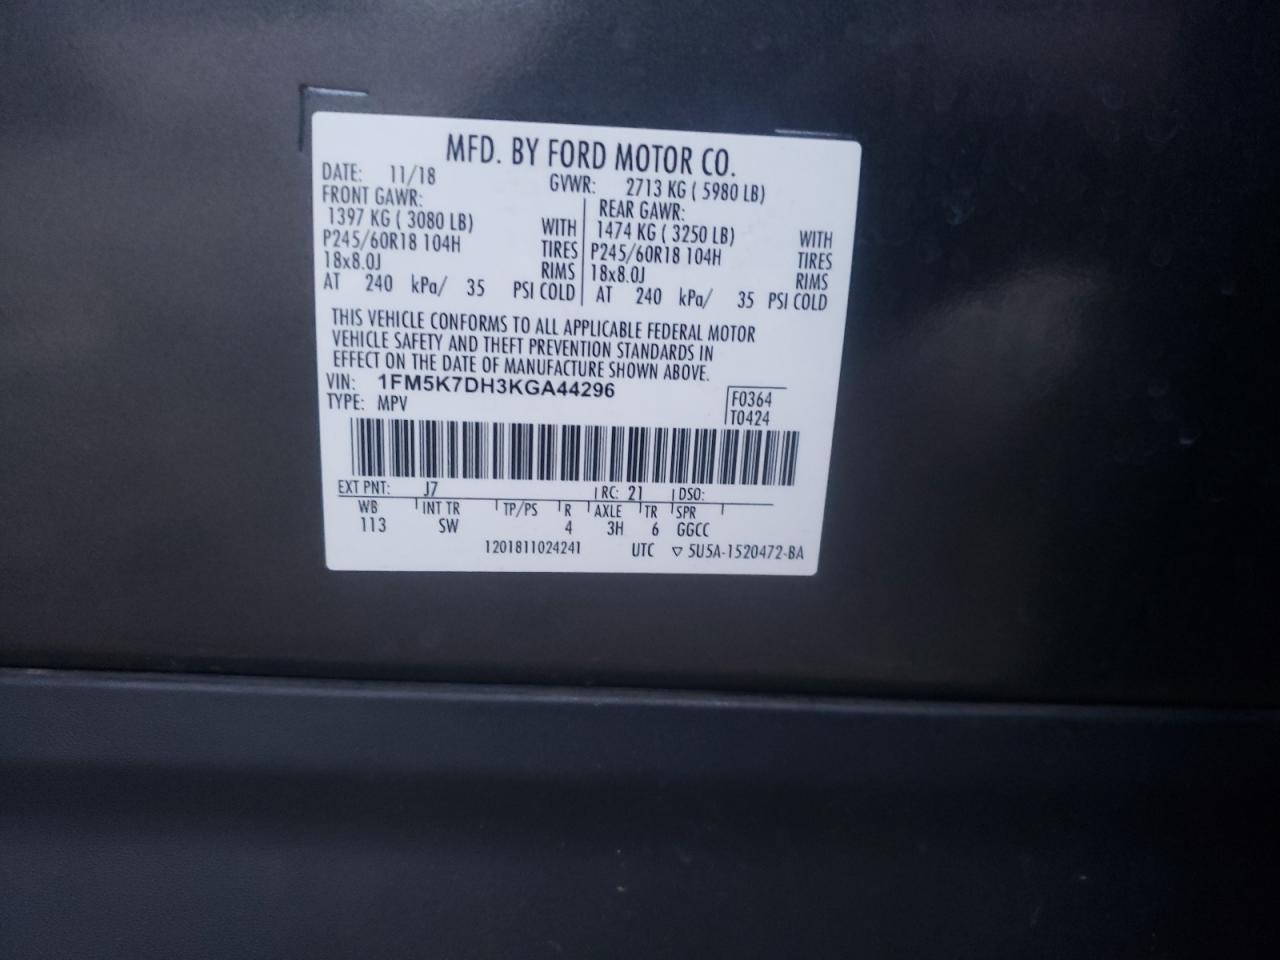 MFD. BY FORD MOTOR CO.
DATE: 11/18 GVWR: 2713 KG ( 5980 LB)
FRONT GAWR: REAR GAWR:
1397 KG ( 3080 LB) WITH 1474 KG ( 3250 LB) WITH
P245/60R18 104H TIRES P245/60R18 104H TIRES
18x8.0J RIMS 18x8.0J RIMS
AT 240 kPa/ 35 PSI COLD AT 240 kPa/ 35 PSI COLD
THIS VEHICLE CONFORMS TO ALL APPLICABLE FEDERAL MOTOR
VEHICLE SAFETY AND THEFT PREVENTION STANDARDS IN
EFFECT ON THE DATE OF MANUFACTURE SHOWN ABOVE.
VIN: 1FM5K7DH3KGA44296 F0364
TYPE: MPV T0424
EXT PNT: J7 RC: 21 DSO:
WB INT TR TP/PS R AXLE TR SPR
113 SW 4 3H 6 GGCC
1201811024241 UTC ▽ 5U5A-1520472-BA